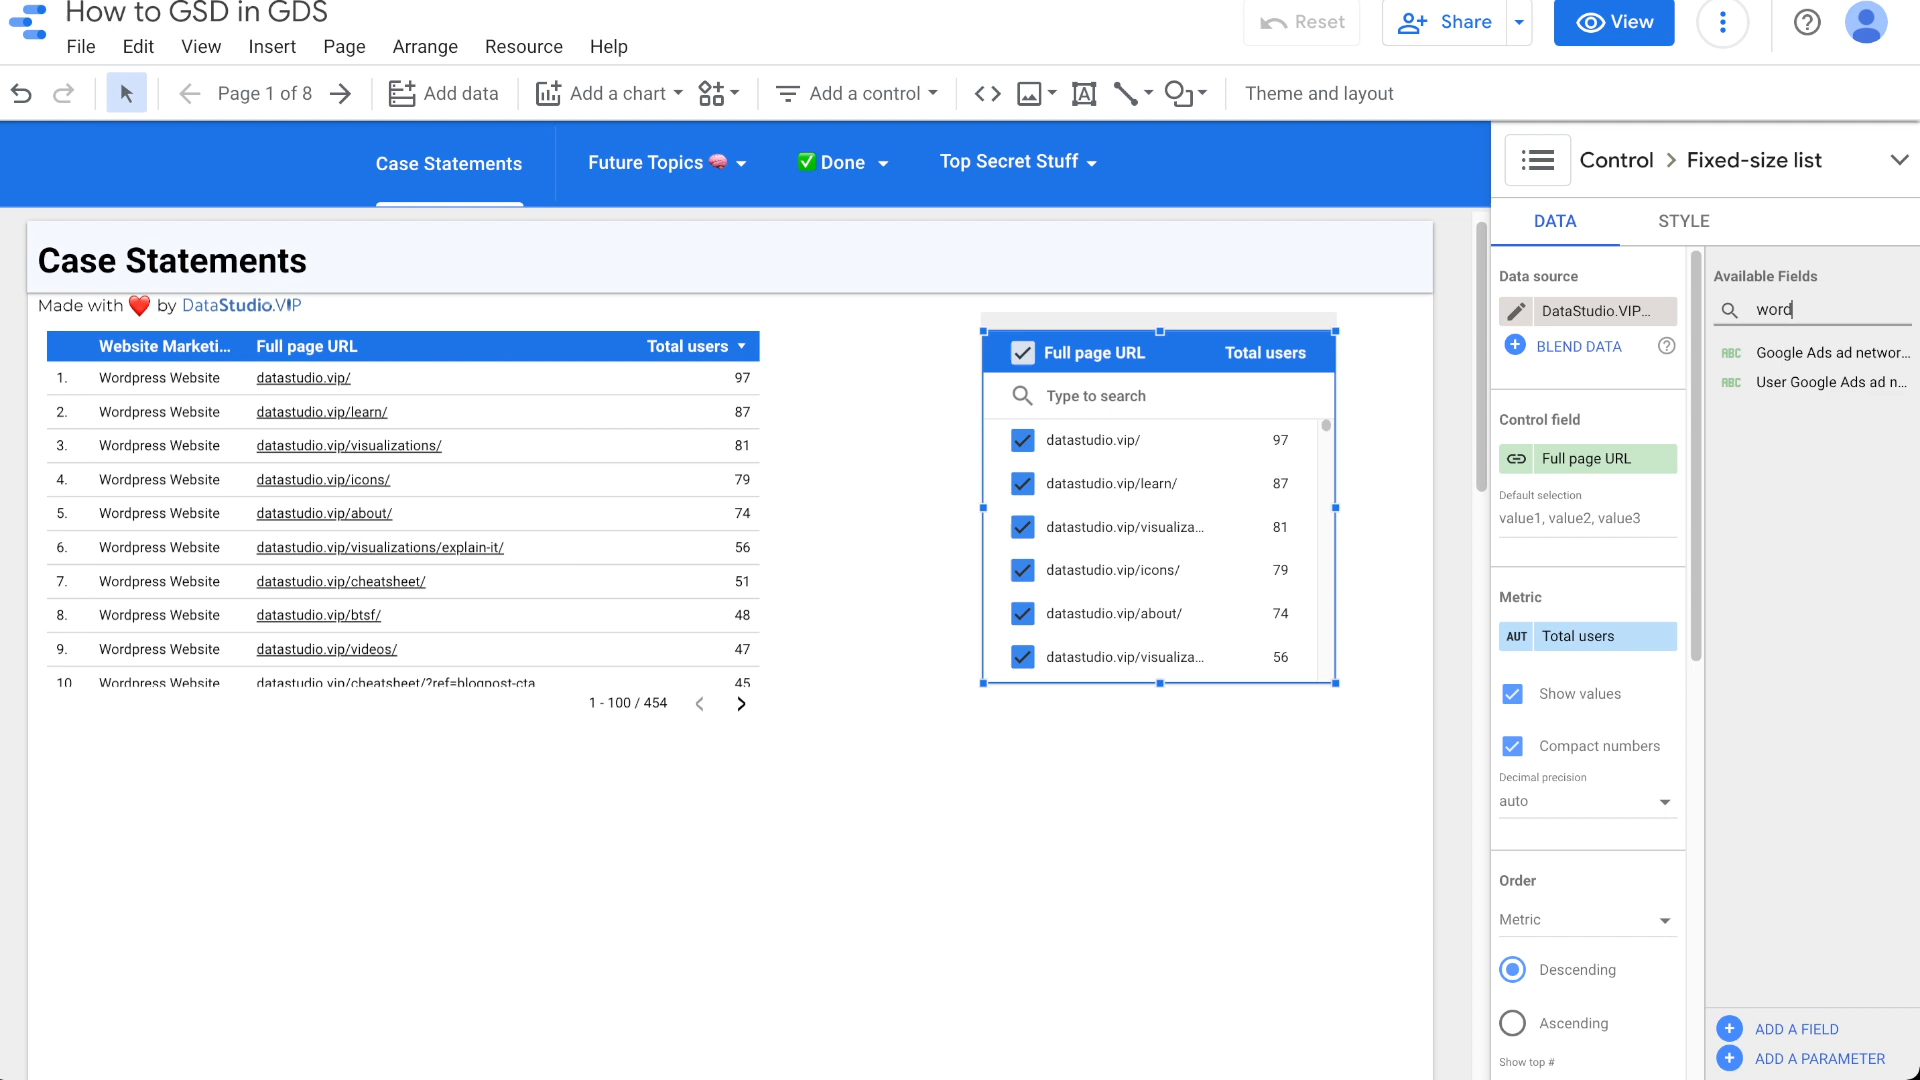 How to GSD in GDS
Reset
Share
View
File Edit View Insert Page Arrange Resource Help
Page 1 of 8
Add data
Add a chart
Add a control
Theme and layout
Case Statements
Future Topics
Done
Top Secret Stuff
Control > Fixed-size list
DATA
STYLE
Case Statements
Made with ❤️ by DataStudio.VIP
Website Marketi... Full page URL Total users
1. Wordpress Website datastudio.vip/ 97
2. Wordpress Website datastudio.vip/learn/ 87
3. Wordpress Website datastudio.vip/visualizations/ 81
4. Wordpress Website datastudio.vip/icons/ 79
5. Wordpress Website datastudio.vip/about/ 74
6. Wordpress Website datastudio.vip/visualizations/explain-it/ 56
7. Wordpress Website datastudio.vip/cheatsheet/ 51
8. Wordpress Website datastudio.vip/btsf/ 48
9. Wordpress Website datastudio.vip/videos/ 47
10 Wordpress Website datastudio.vip/cheatsheet/?ref=blogpost-cta 45
1 - 100 / 454
Full page URL Total users
Type to search
datastudio.vip/ 97
datastudio.vip/learn/ 87
datastudio.vip/visualiza... 81
datastudio.vip/icons/ 79
datastudio.vip/about/ 74
datastudio.vip/visualiza... 56
Data source
DataStudio.VIP...
BLEND DATA
Control field
Full page URL
Default selection
value1, value2, value3
Metric
AUT Total users
Show values
Compact numbers
Decimal precision
auto
Order
Metric
Descending
Ascending
Show top #
Available Fields
word
ABC Google Ads ad networ...
ABC User Google Ads ad n...
ADD A FIELD
ADD A PARAMETER